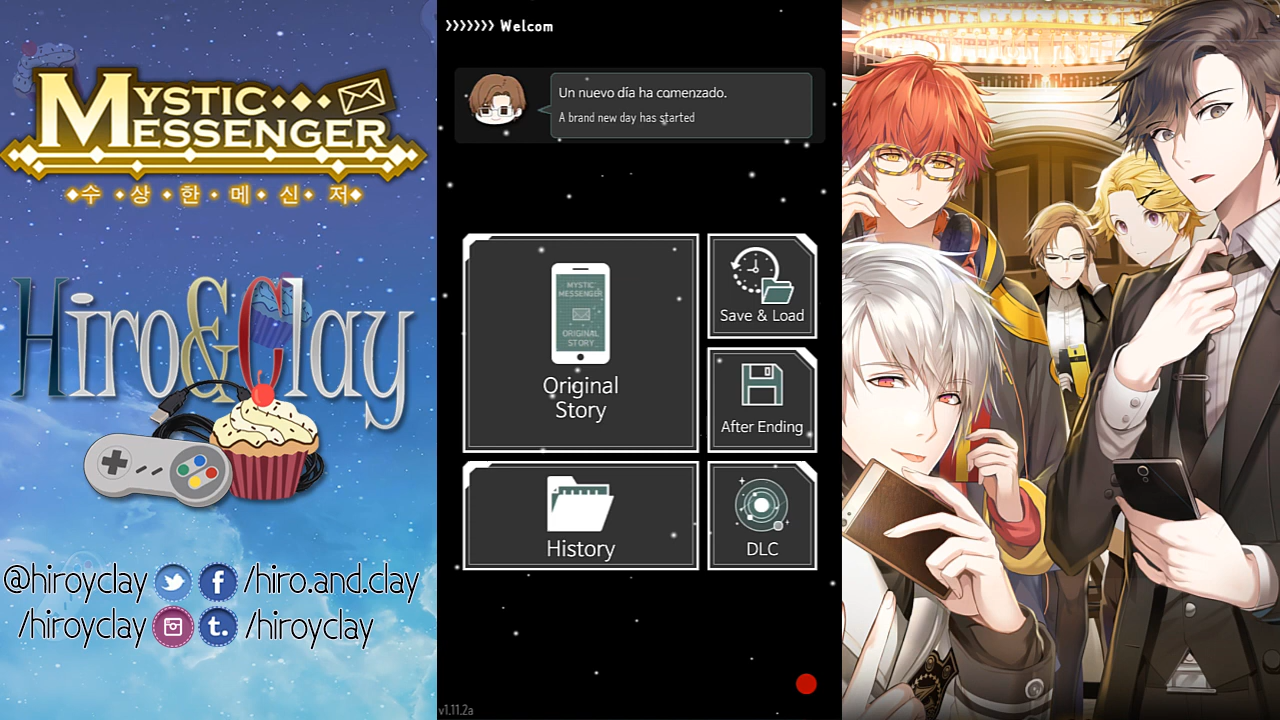 MYSTIC
MESSENGER
수상한메신저
Hiro&Clay
@hiroyclay
/hiro.and.clay
/hiroyclay
t.
/hiroyclay
>>>>>>> Welcom
Un nuevo día ha comenzado.
A brand new day has started
MYSTIC
MESSENGER
ORIGINAL
STORY
Original
Story
Save & Load
After Ending
History
DLC
v1.11.2a